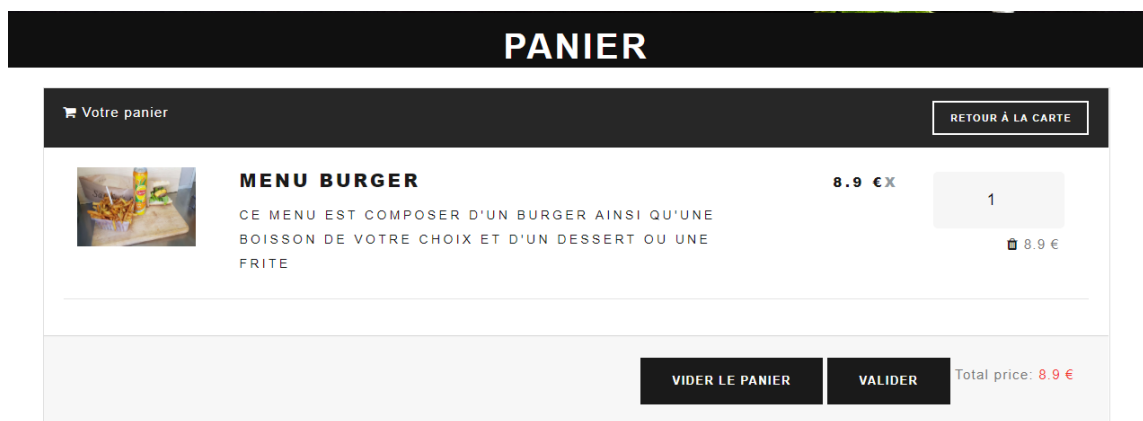 PANIER
Votre panier
RETOUR À LA CARTE
MENU BURGER
8.9 €X
1
CE MENU EST COMPOSER D'UN BURGER AINSI QU'UNE
BOISSON DE VOTRE CHOIX ET D'UN DESSERT OU UNE
FRITE
8.9 €
VIDER LE PANIER
VALIDER
Total price: 8.9 €